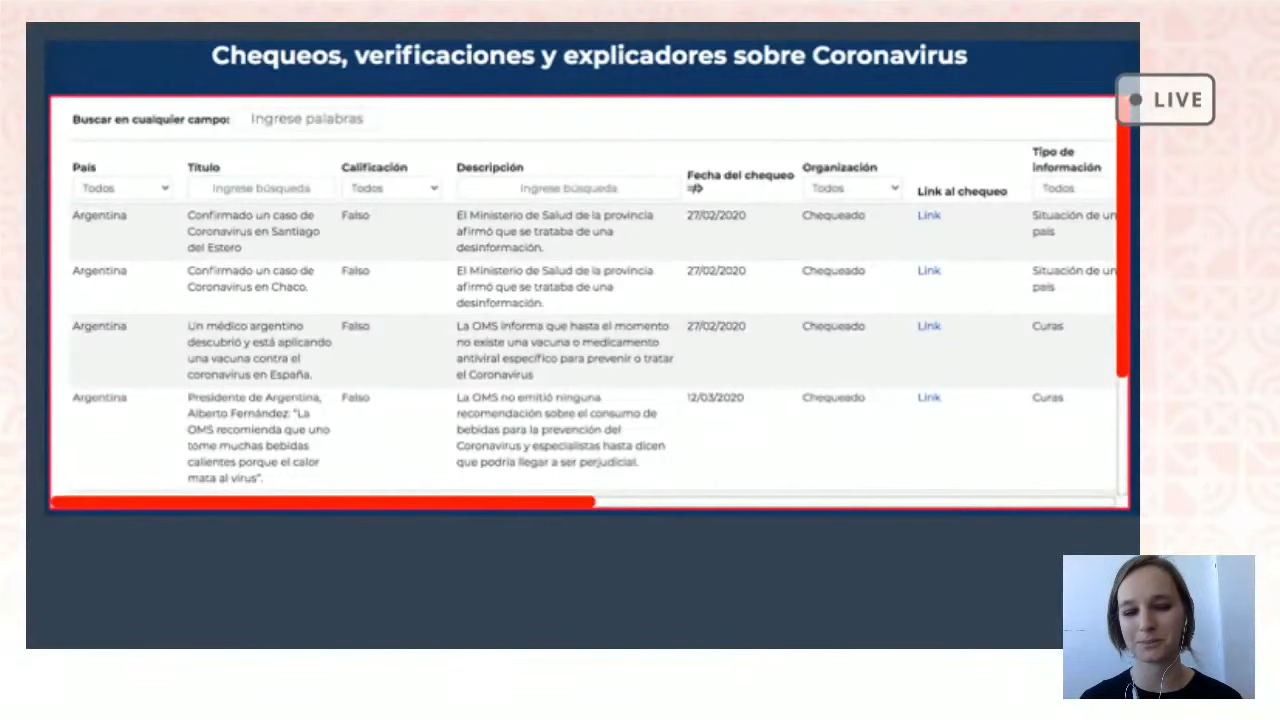 Chequeos, verificaciones y explicadores sobre Coronavirus
LIVE
Buscar en cualquier campo: Ingrese palabras
País Título Calificación Descripción Fecha del chequeo Organización Link al chequeo Tipo de información
Todos Ingrese búsqueda Todos Ingrese búsqueda Todos Todos
Argentina
Confirmado un caso de
Coronavirus en Santiago
del Estero
Falso
El Ministerio de Salud de la provincia
afirmó que se trataba de una
desinformación.
27/02/2020
Chequeado
Link
Situación de un
país
Argentina
Confirmado un caso de
Coronavirus en Chaco.
Falso
El Ministerio de Salud de la provincia
afirmó que se trataba de una
desinformación.
27/02/2020
Chequeado
Link
Situación de un
país
Argentina
Un médico argentino
descubrió y está aplicando
una vacuna contra el
coronavirus en España.
Falso
La OMS informa que hasta el momento
no existe una vacuna o medicamento
antiviral específico para prevenir o tratar
el Coronavirus
27/02/2020
Chequeado
Link
Curas
Argentina
Presidente de Argentina,
Alberto Fernández: "La
OMS recomienda que uno
tome muchas bebidas
calientes porque el calor
mata al virus".
Falso
La OMS no emitió ninguna
recomendación sobre el consumo de
bebidas para la prevención del
Coronavirus y especialistas hasta dicen
que podría llegar a ser perjudicial.
12/03/2020
Chequeado
Link
Curas